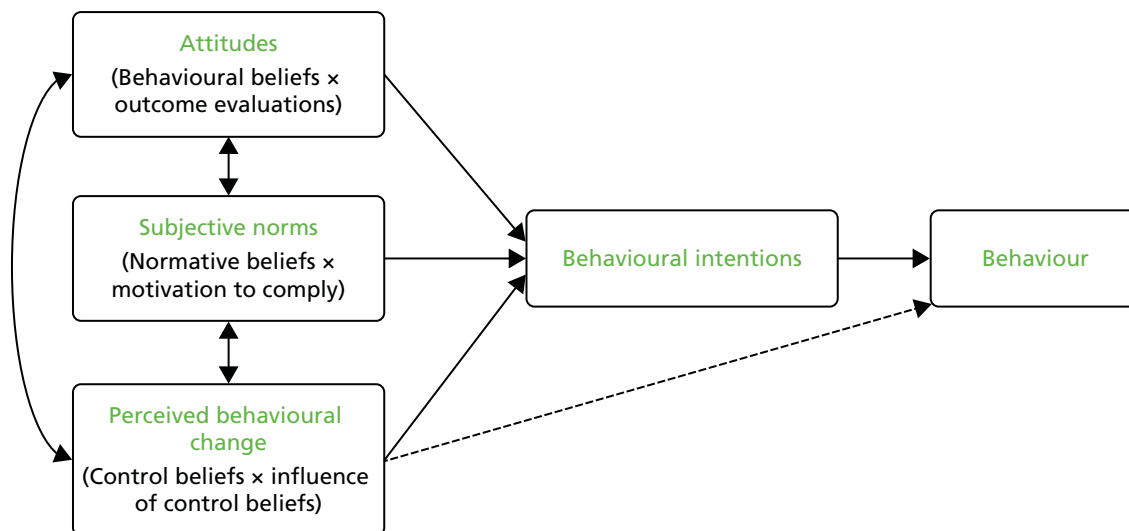 Attitudes
(Behavioural beliefs ×
outcome evaluations)
Subjective norms
(Normative beliefs ×
motivation to comply)
Perceived behavioural
change
(Control beliefs × influence
of control beliefs)
Behavioural intentions
Behaviour